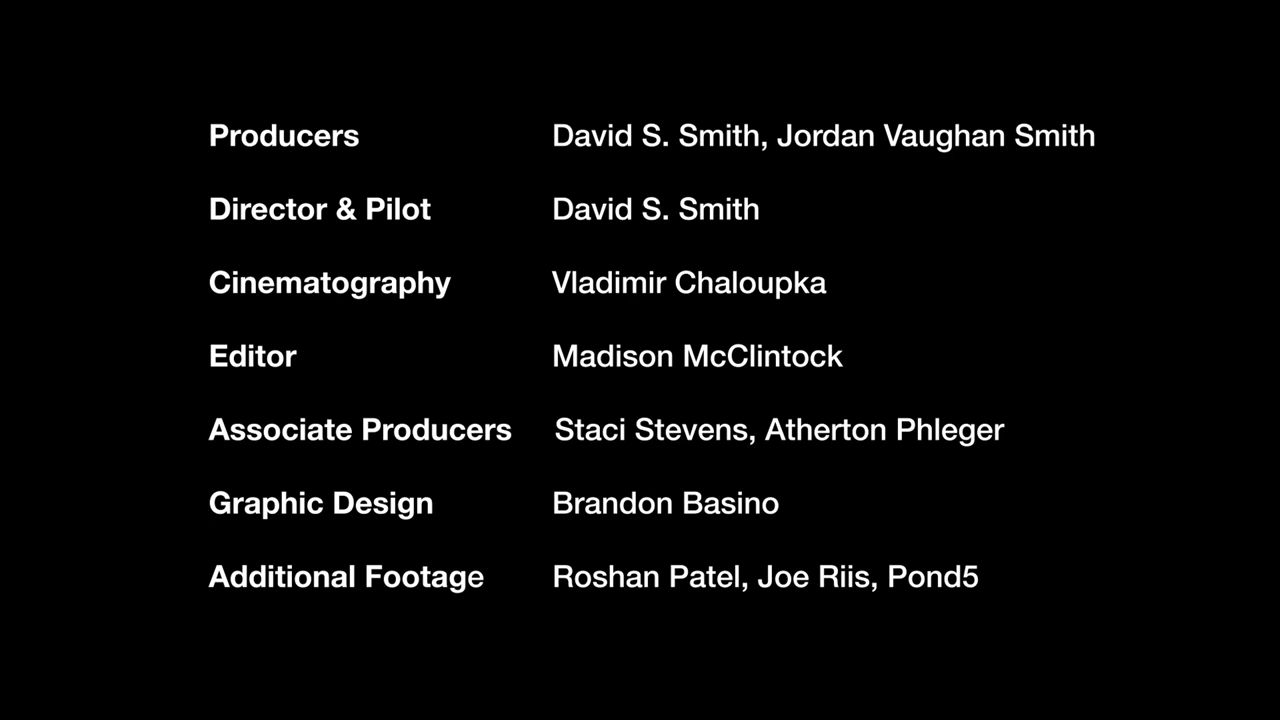 Producers David S. Smith, Jordan Vaughan Smith
Director & Pilot David S. Smith
Cinematography Vladimir Chaloupka
Editor Madison McClintock
Associate Producers Staci Stevens, Atherton Phleger
Graphic Design Brandon Basino
Additional Footage Roshan Patel, Joe Riis, Pond5